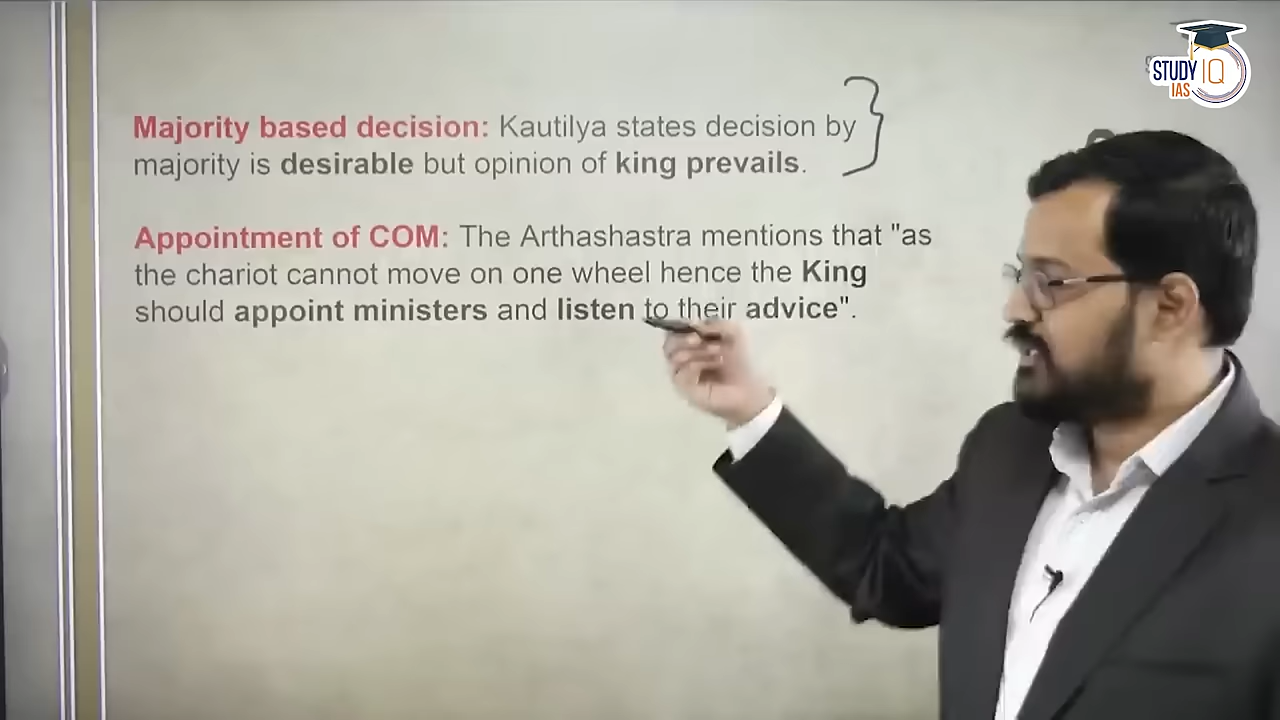 STUDY IQ
IAS
Majority based decision: Kautilya states decision by
majority is desirable but opinion of king prevails.
Appointment of COM: The Arthashastra mentions that "as
the chariot cannot move on one wheel hence the King
should appoint ministers and listen to their advice".